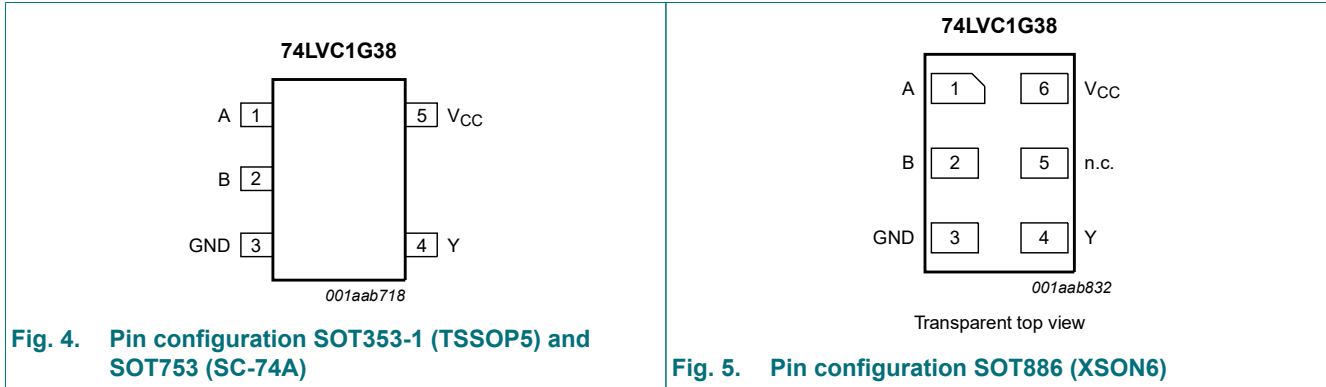 74LVC1G38
A 1 5 VCC
B 2
GND 3 4 Y
001aab718
Fig. 4. Pin configuration SOT353-1 (TSSOP5) and
SOT753 (SC-74A)
74LVC1G38
A 1 6 VCC
B 2 5 n.c.
GND 3 4 Y
001aab832
Transparent top view
Fig. 5. Pin configuration SOT886 (XSON6)